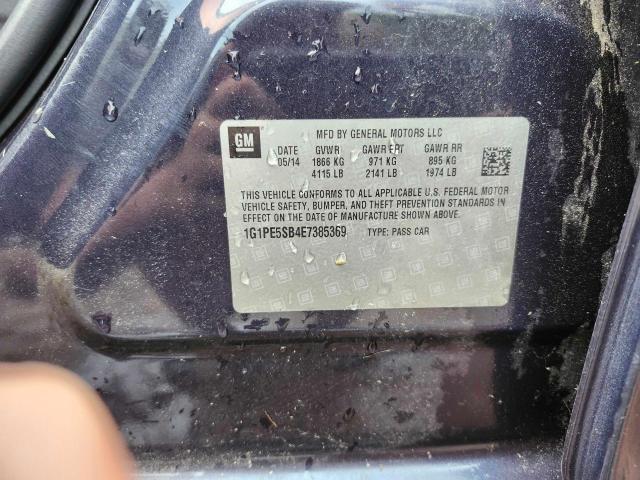 GM
MFD BY GENERAL MOTORS LLC
DATE GVWR GAWR FRT GAWR RR
05/14 1866 KG 971 KG 895 KG
4115 LB 2141 LB 1974 LB
THIS VEHICLE CONFORMS TO ALL APPLICABLE U.S. FEDERAL MOTOR
VEHICLE SAFETY, BUMPER, AND THEFT PREVENTION STANDARDS IN
EFFECT ON THE DATE OF MANUFACTURE SHOWN ABOVE.
1G1PE5SB4E7385369 TYPE: PASS CAR